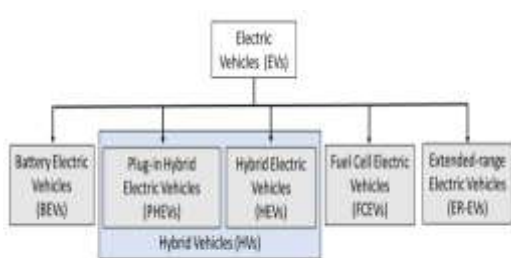 Electric
Vehicles (EVs)
Battery Electric
Vehicles
(BEVs)
Plug-in Hybrid
Electric Vehicles
(PHEVs)
Hybrid Electric
Vehicles
(HEVs)
Fuel Cell Electric
Vehicles
(FCEVs)
Extended-range
Electric Vehicles
(ER-EVs)
Hybrid Vehicles (HVs)